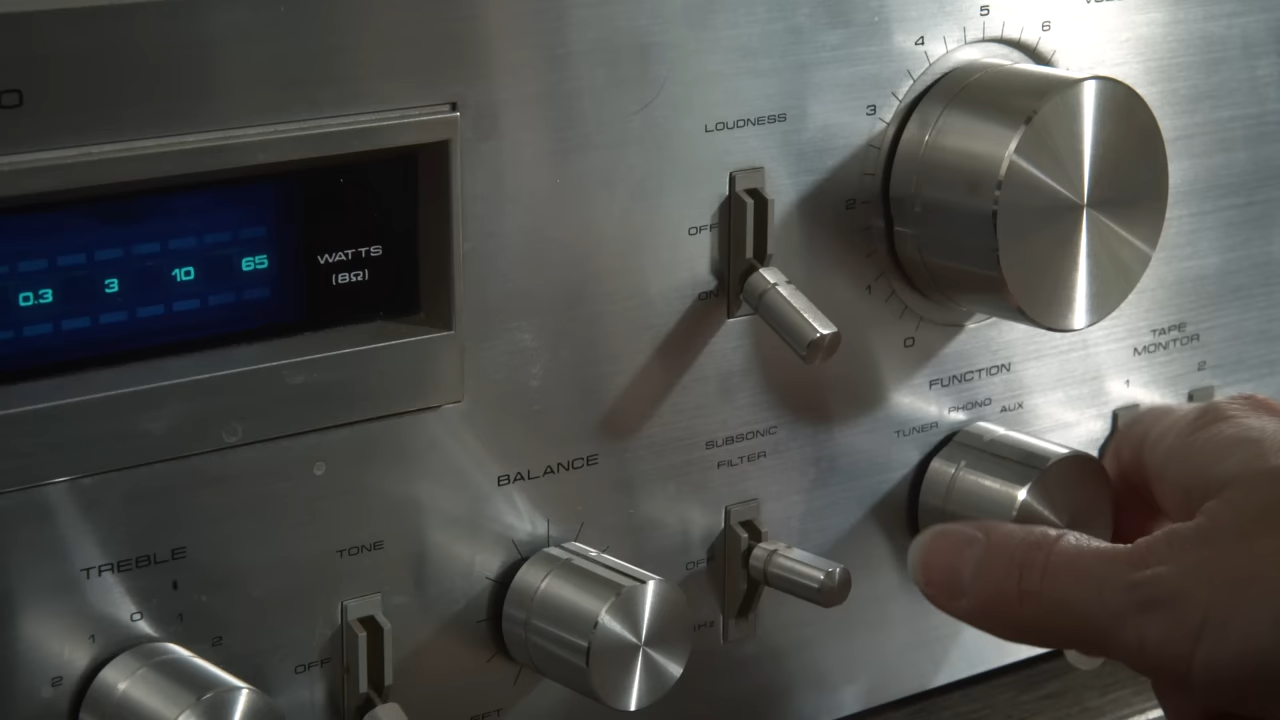 5
4
6
3
2
1
0
LOUDNESS
OFF
ON
WATTS
(8Ω)
0.3
3
10
65
TAPE
MONITOR
1
2
FUNCTION
TUNER
PHONO
AUX
SUBSONIC
FILTER
OFF
BALANCE
TONE
OFF
TREBLE
0
1
1
2
2